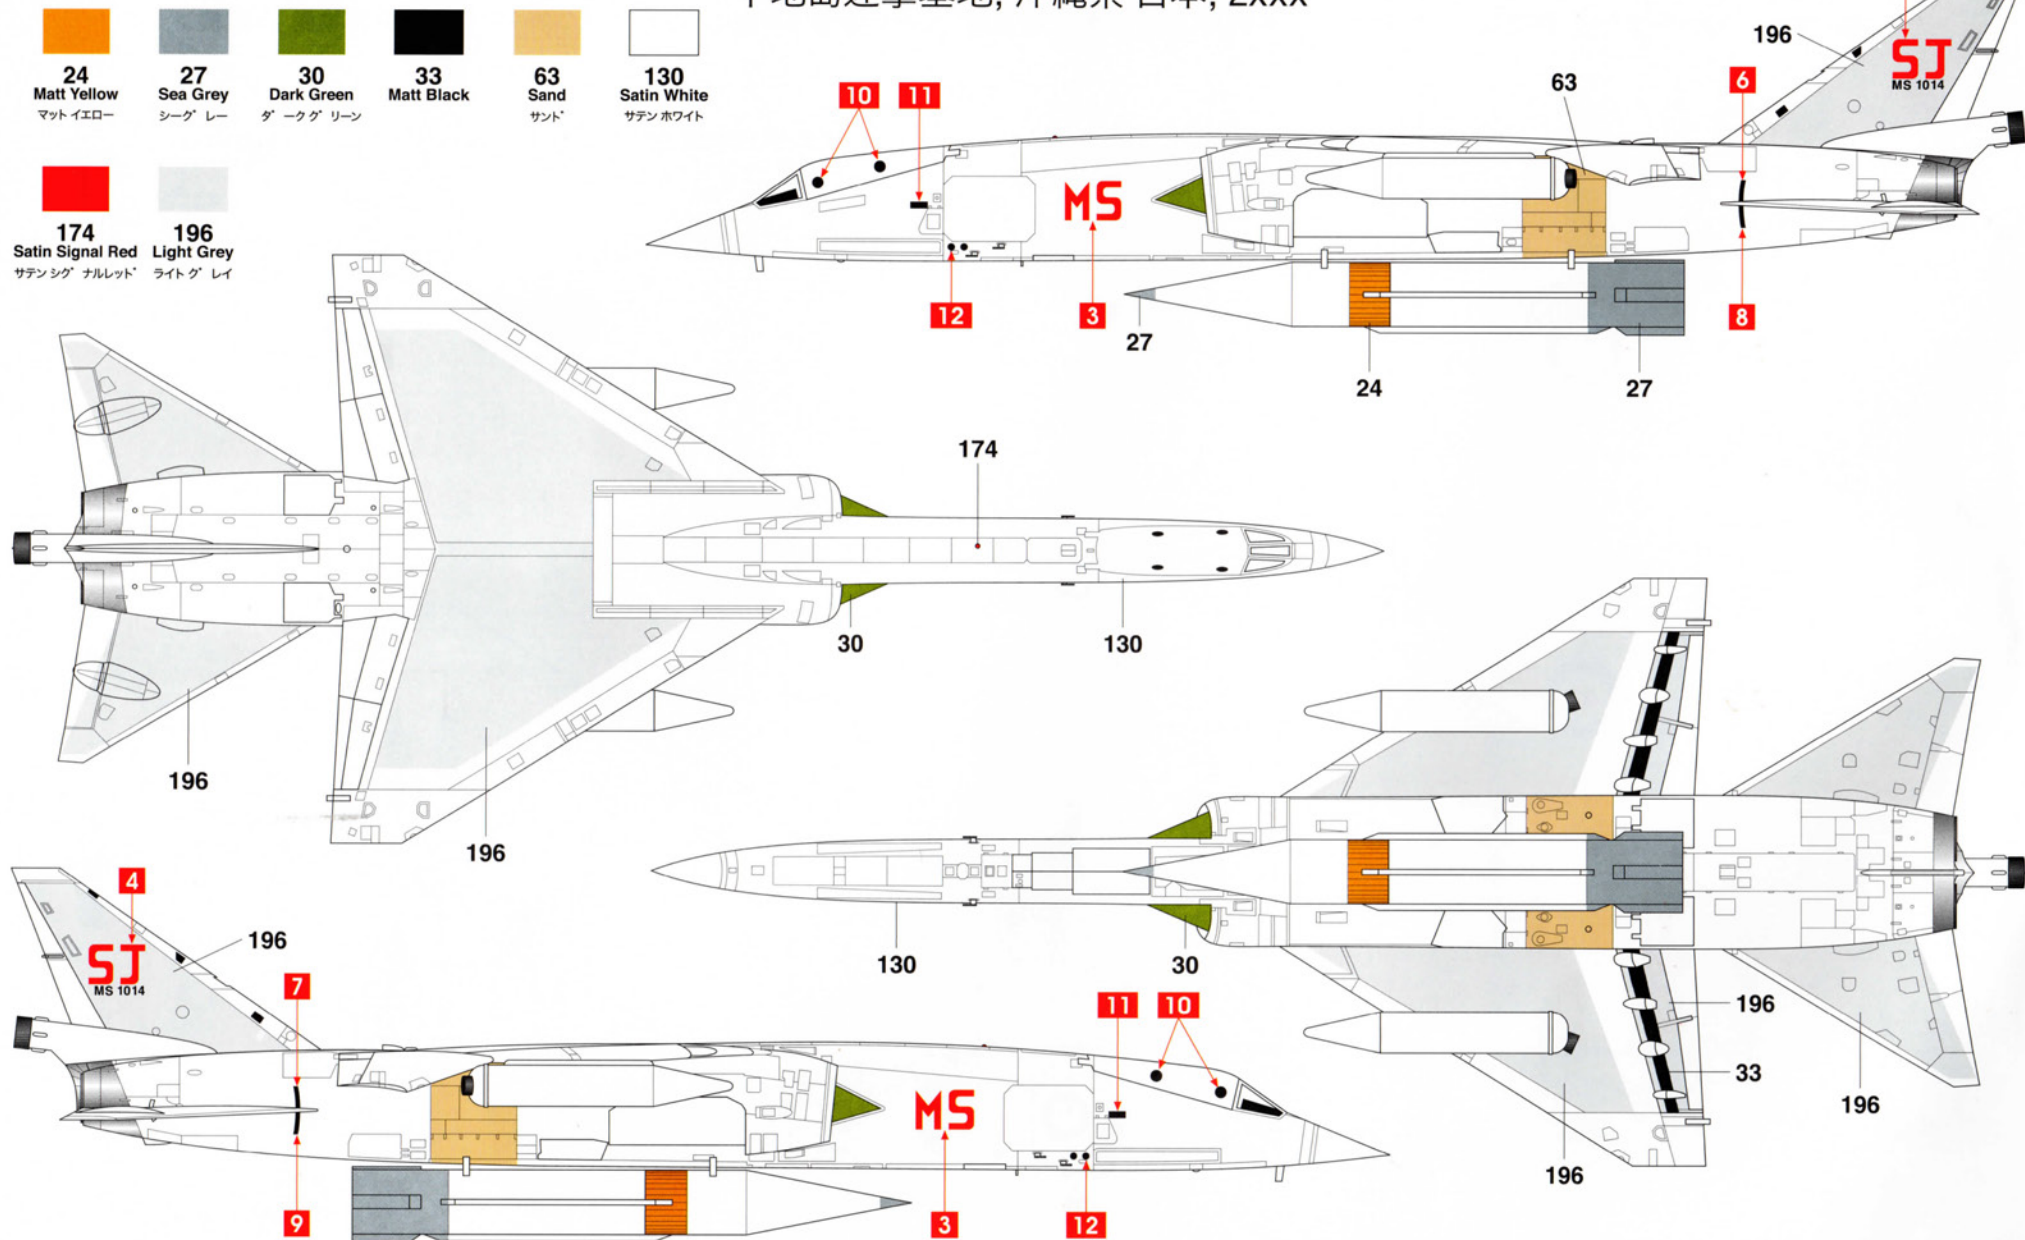 24
Matt Yellow
マット イエロー
27
Sea Grey
シーグ レー
30
Dark Green
ダ ークグ リーン
33
Matt Black
63
Sand
サンド
130
Satin White
サテン ホワイト
174
Satin Signal Red
サテン シグ ナルレッド
196
Light Grey
ライト グ レイ
196
SJ
MS 1014
6
63
10
11
MS
12
3
8
27
24
27
174
30
130
196
196
4
196
SJ
MS 1014
7
130
30
196
33
196
196
11
10
MS
9
3
12